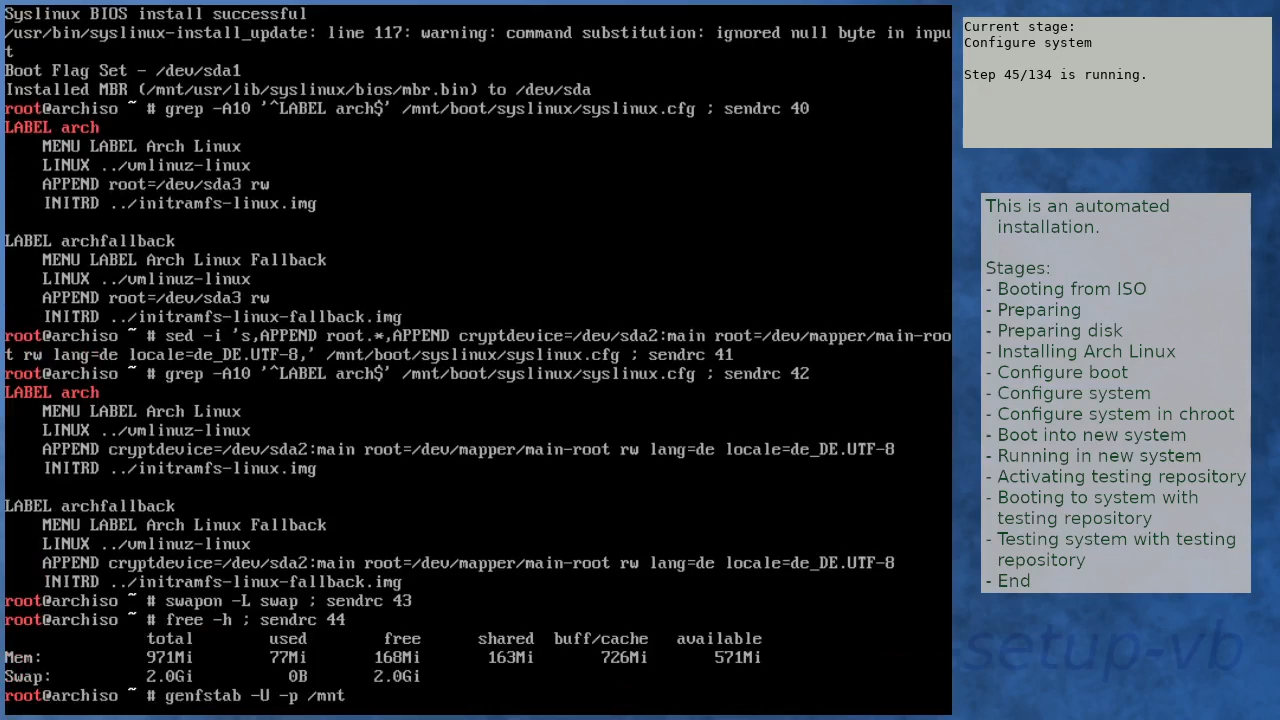 Syslinux BIOS install successful
/usr/bin/syslinux-install_update: line 117: warning: command substitution: ignored null byte in inpu
t
Boot Flag Set - /dev/sda1
Installed MBR (/mnt/usr/lib/syslinux/bios/mbr.bin) to /dev/sda
root@archiso ~ # grep -A10 '^LABEL arch$' /mnt/boot/syslinux/syslinux.cfg ; sendrc 40
LABEL arch
    MENU LABEL Arch Linux
    LINUX ../vmlinuz-linux
    APPEND root=/dev/sda3 rw
    INITRD ../initramfs-linux.img

LABEL archfallback
    MENU LABEL Arch Linux Fallback
    LINUX ../vmlinuz-linux
    APPEND root=/dev/sda3 rw
    INITRD ../initramfs-linux-fallback.img
root@archiso ~ # sed -i 's,APPEND root.*,APPEND cryptdevice=/dev/sda2:main root=/dev/mapper/main-roo
t rw lang=de locale=de_DE.UTF-8,' /mnt/boot/syslinux/syslinux.cfg ; sendrc 41
root@archiso ~ # grep -A10 '^LABEL arch$' /mnt/boot/syslinux/syslinux.cfg ; sendrc 42
LABEL arch
    MENU LABEL Arch Linux
    LINUX ../vmlinuz-linux
    APPEND cryptdevice=/dev/sda2:main root=/dev/mapper/main-root rw lang=de locale=de_DE.UTF-8
    INITRD ../initramfs-linux.img

LABEL archfallback
    MENU LABEL Arch Linux Fallback
    LINUX ../vmlinuz-linux
    APPEND cryptdevice=/dev/sda2:main root=/dev/mapper/main-root rw lang=de locale=de_DE.UTF-8
    INITRD ../initramfs-linux-fallback.img
root@archiso ~ # swapon -L swap ; sendrc 43
root@archiso ~ # free -h ; sendrc 44
               total        used        free      shared  buff/cache   available
Mem:           971Mi        77Mi       168Mi       163Mi       726Mi       571Mi
Swap:          2.0Gi          0B       2.0Gi
root@archiso ~ # genfstab -U -p /mnt
Current stage:
Configure system

Step 45/134 is running.
This is an automated
installation.

Stages:
- Booting from ISO
- Preparing
- Preparing disk
- Installing Arch Linux
- Configure boot
- Configure system
- Configure system in chroot
- Boot into new system
- Running in new system
- Activating testing repository
- Booting to system with
testing repository
- Testing system with testing
repository
- End
-setup-vb